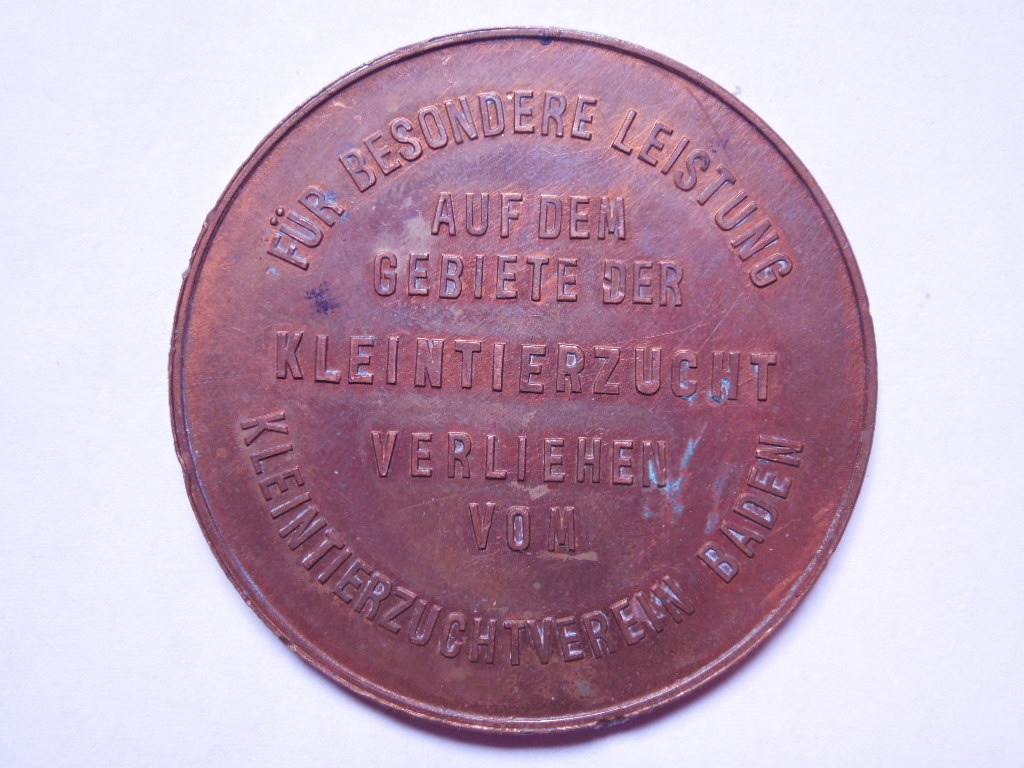 FÜR BESONDERE LEISTUNG
AUF DEM
GEBIETE DER
KLEINTIERZUCHT
VERLIEHEN
VOM
KLEINTIERZUCHTVEREIN BADEN